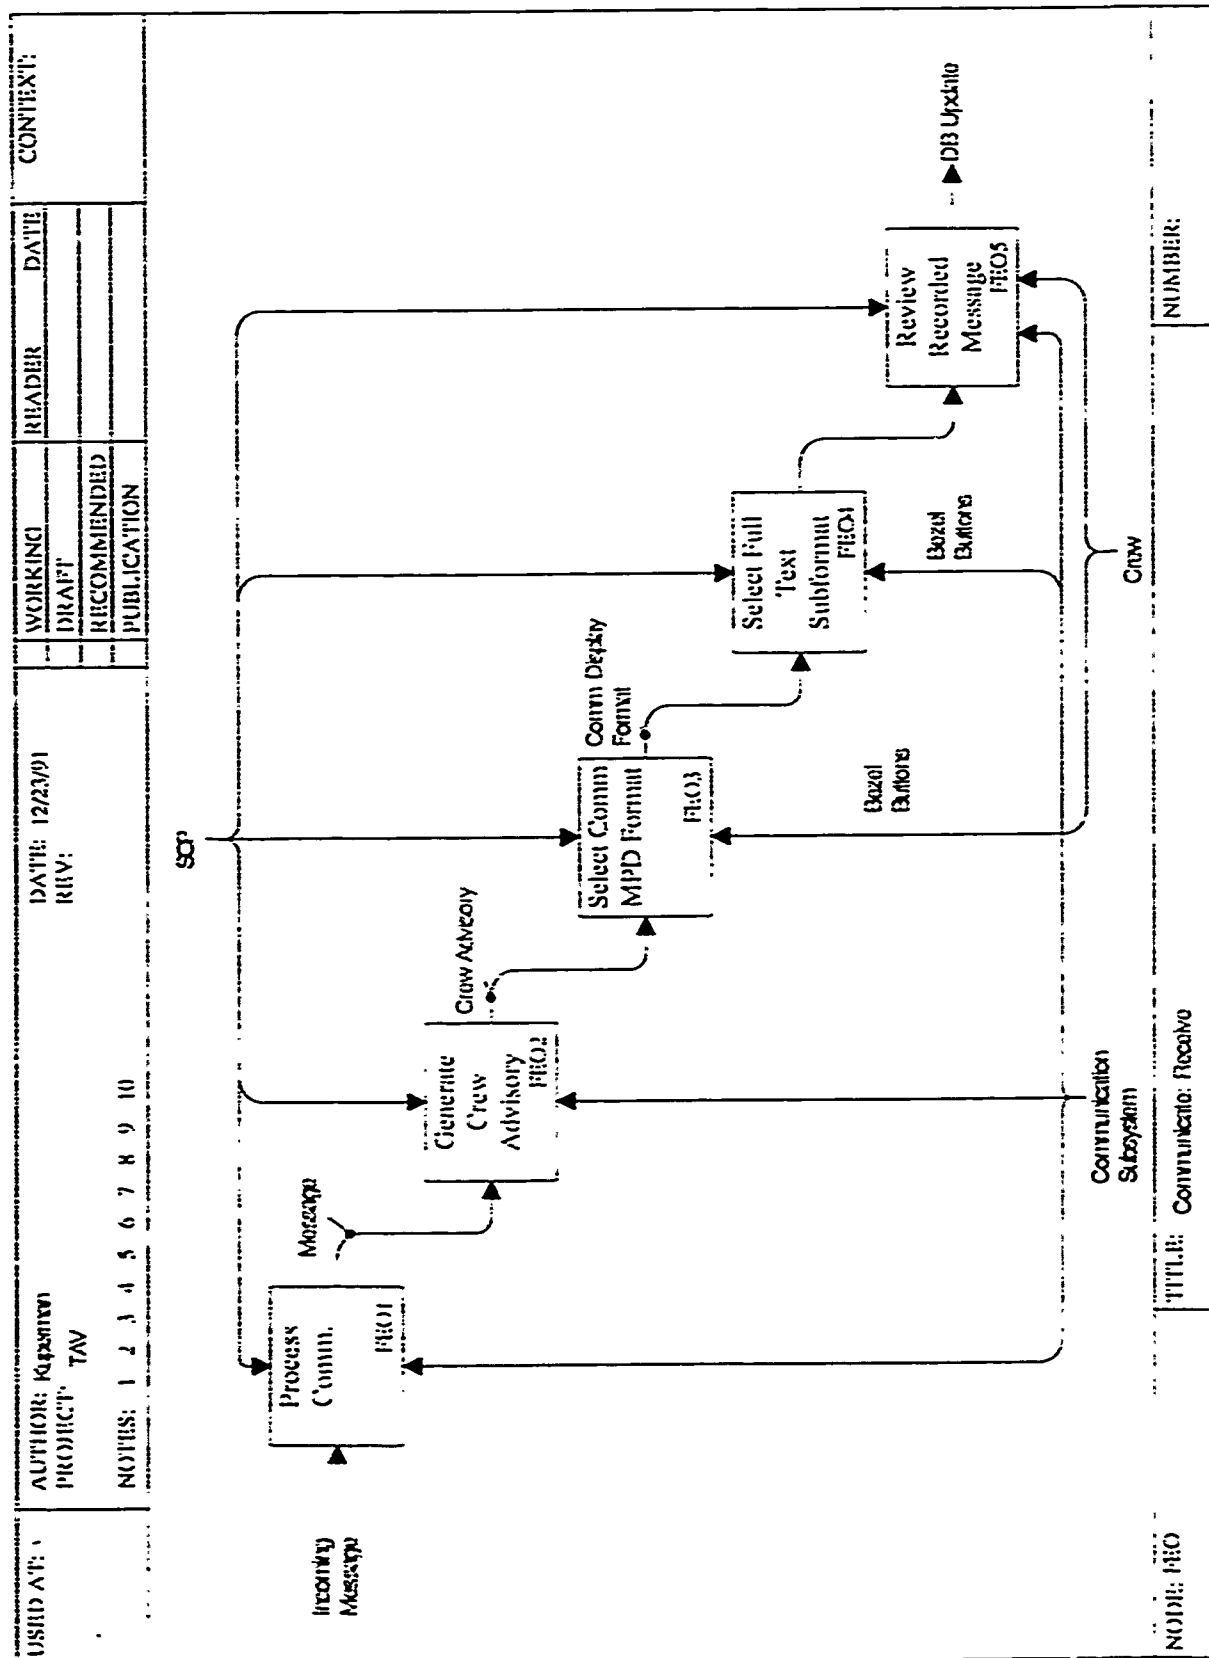 USED AT:
AUTHOR: Kuperman
PROJECT: TAV
DATE: 12/23/91
REV:
NOTES: 1 2 3 4 5 6 7 8 9 10
WORKING
DRAFT
RECOMMENDED
PUBLICATION
READER DATE
CONTEXT:
SOP
Incoming
Message
Process
Comm.
FEO1
Message
Generate
Crew
Advisory
FEO2
Crew Advisory
Select Comm
MPD Format
FEO3
Comm Display
Format
Select Full
Text
Subformat
FEO4
Review
Recorded
Message
FEO5
DB Update
Bezel
Buttons
Bezel
Buttons
Communication
Subsystem
Crew
NODE: FEO
TITLE: Communicate: Receive
NUMBER: